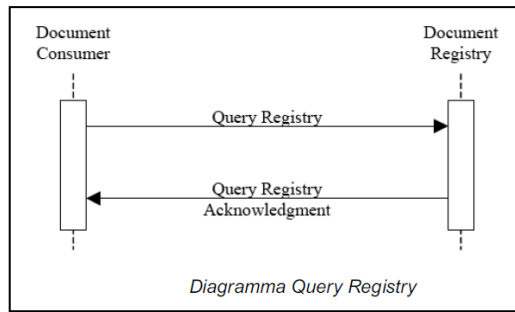 Document
Consumer
Document
Registry
Query Registry
Query Registry
Acknowledgment
Diagramma Query Registry